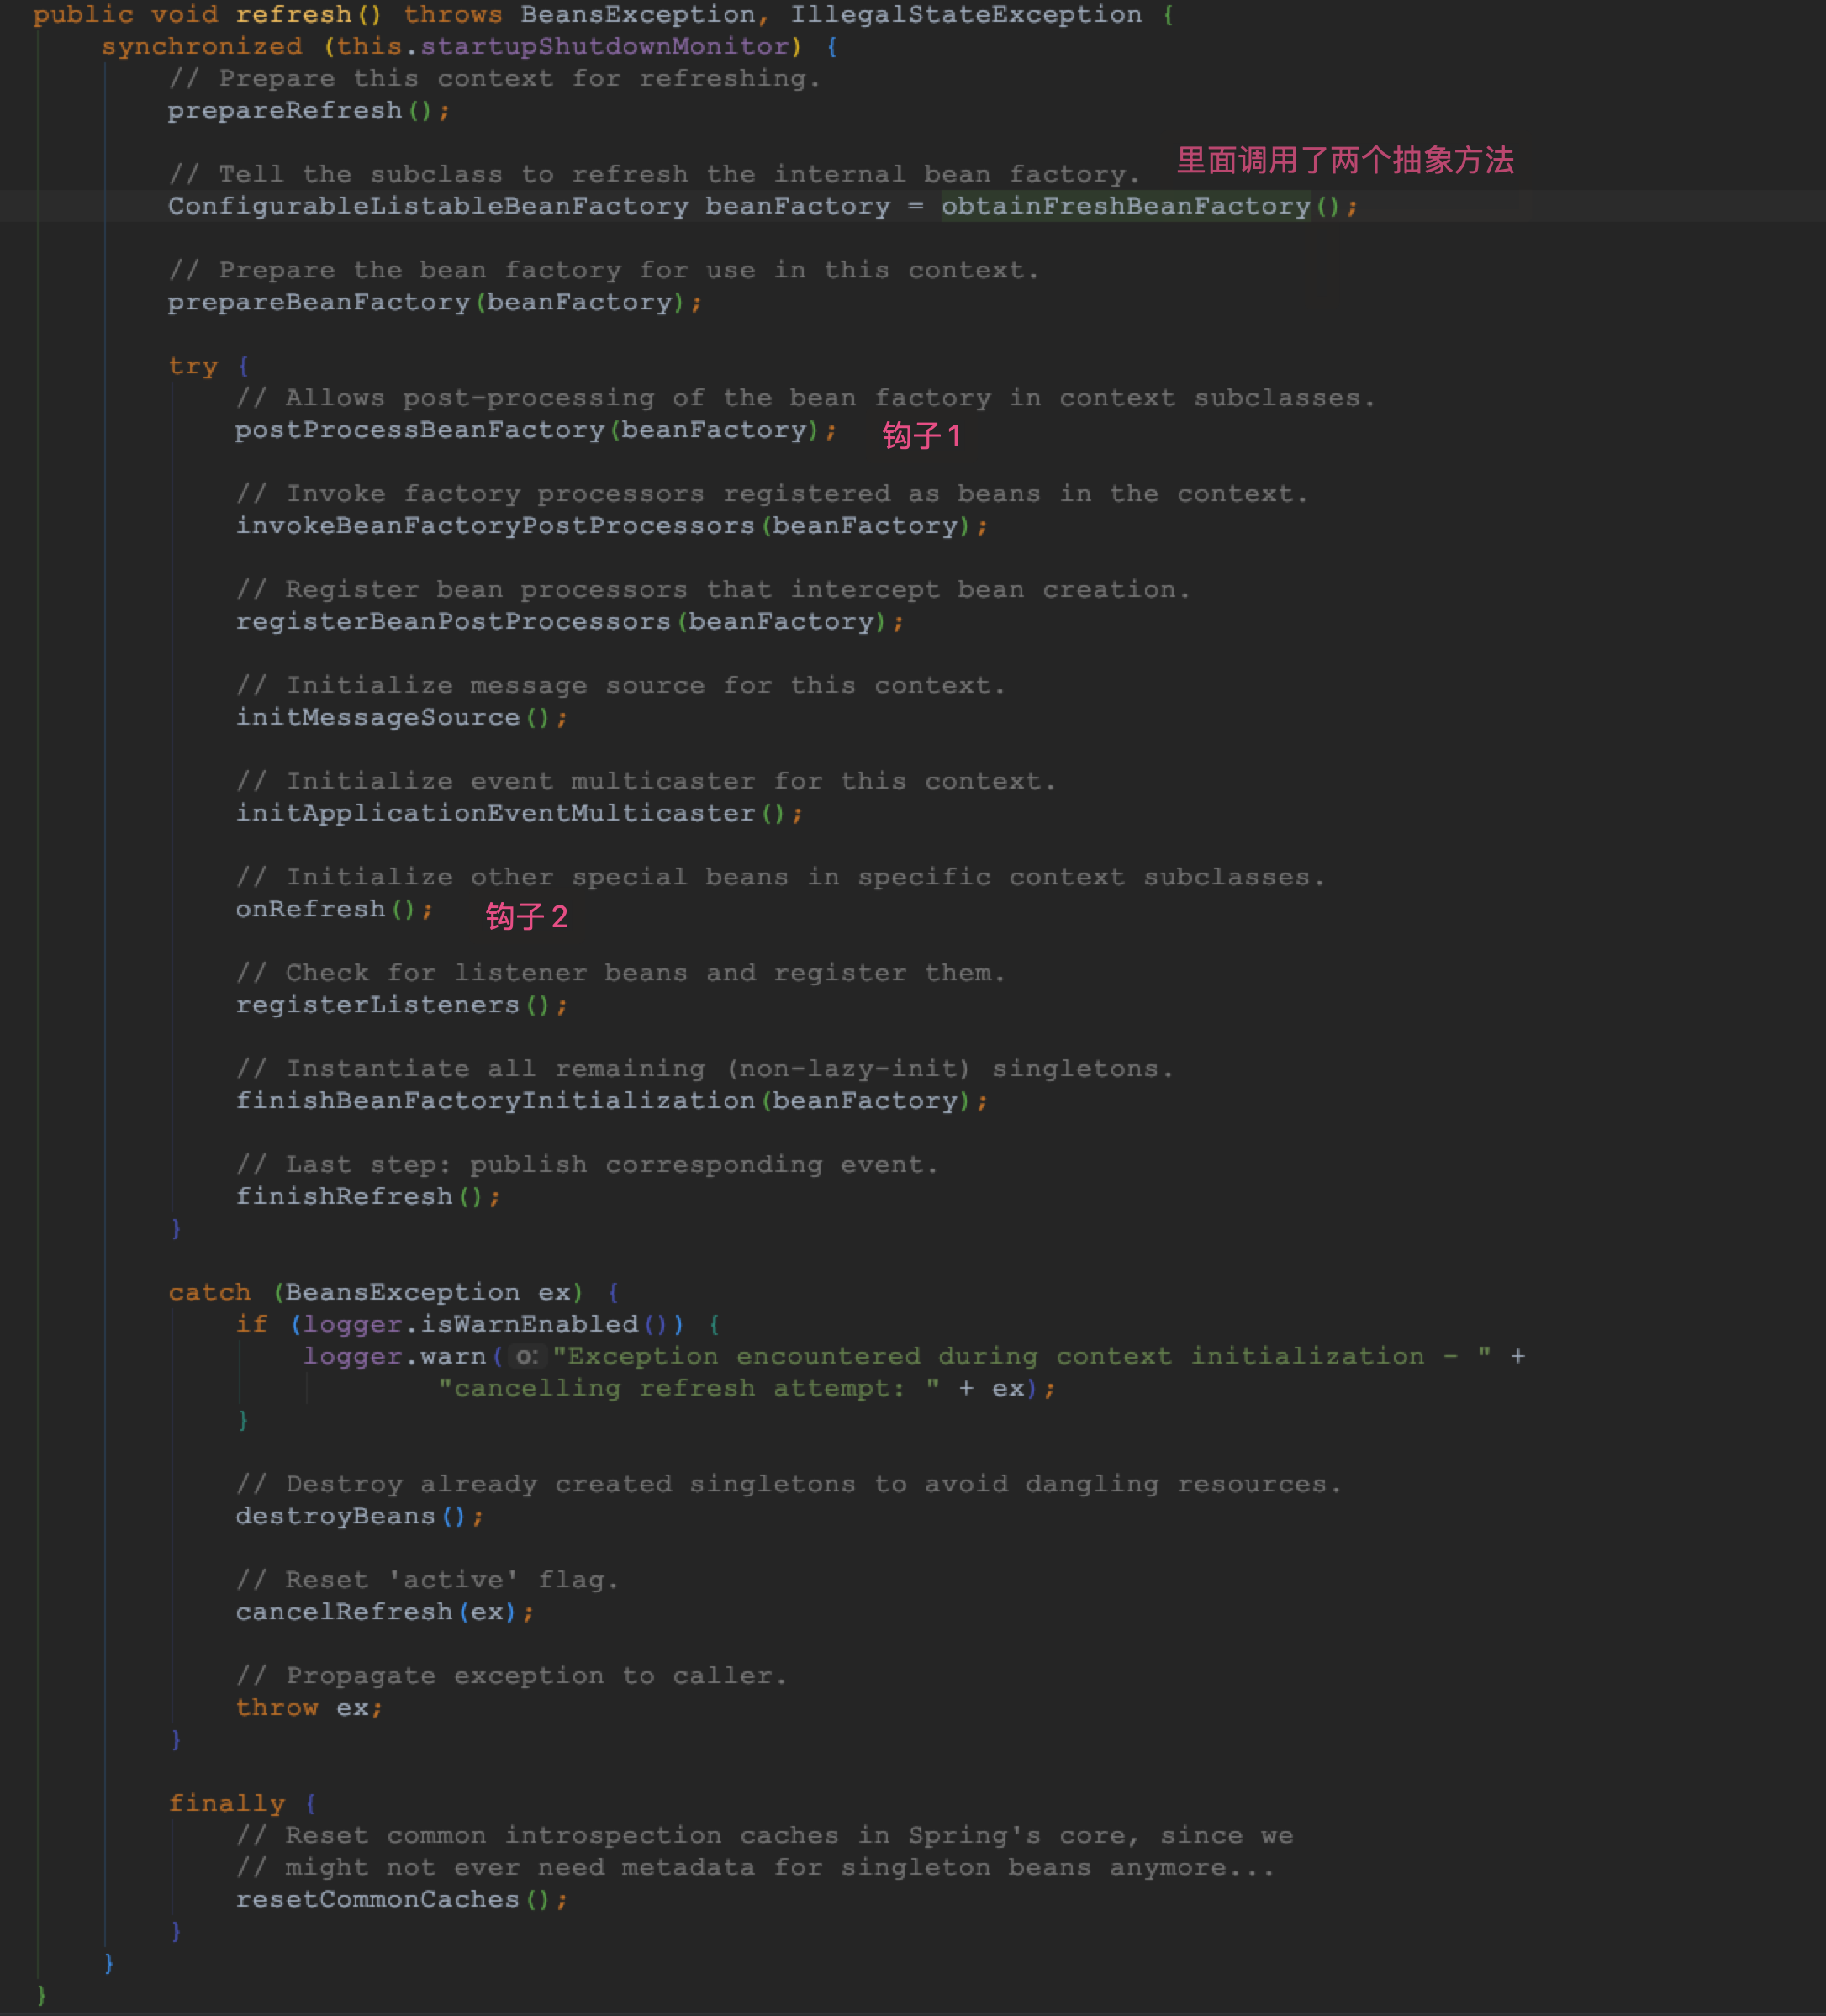 public void refresh() throws BeansException, IllegalStateException {
synchronized (this.startupShutdownMonitor) {
// Prepare this context for refreshing.
prepareRefresh();
里面调用了两个抽象方法
// Tell the subclass to refresh the internal bean factory.
ConfigurableListableBeanFactory beanFactory = obtainFreshBeanFactory();
// Prepare the bean factory for use in this context.
prepareBeanFactory(beanFactory);
try {
// Allows post-processing of the bean factory in context subclasses.
postProcessBeanFactory(beanFactory); 钩子1
// Invoke factory processors registered as beans in the context.
invokeBeanFactoryPostProcessors(beanFactory);
// Register bean processors that intercept bean creation.
registerBeanPostProcessors(beanFactory);
// Initialize message source for this context.
initMessageSource();
// Initialize event multicaster for this context.
initApplicationEventMulticaster();
// Initialize other special beans in specific context subclasses.
onRefresh(); 钩子2
// Check for listener beans and register them.
registerListeners();
// Instantiate all remaining (non-lazy-init) singletons.
finishBeanFactoryInitialization(beanFactory);
// Last step: publish corresponding event.
finishRefresh();
}
catch (BeansException ex) {
if (logger.isWarnEnabled()) {
logger.warn( o: "Exception encountered during context initialization - " +
"cancelling refresh attempt: " + ex);
}
// Destroy already created singletons to avoid dangling resources.
destroyBeans();
// Reset 'active' flag.
cancelRefresh(ex);
// Propagate exception to caller.
throw ex;
}
finally {
// Reset common introspection caches in Spring's core, since we
// might not ever need metadata for singleton beans anymore...
resetCommonCaches();
}
}
}